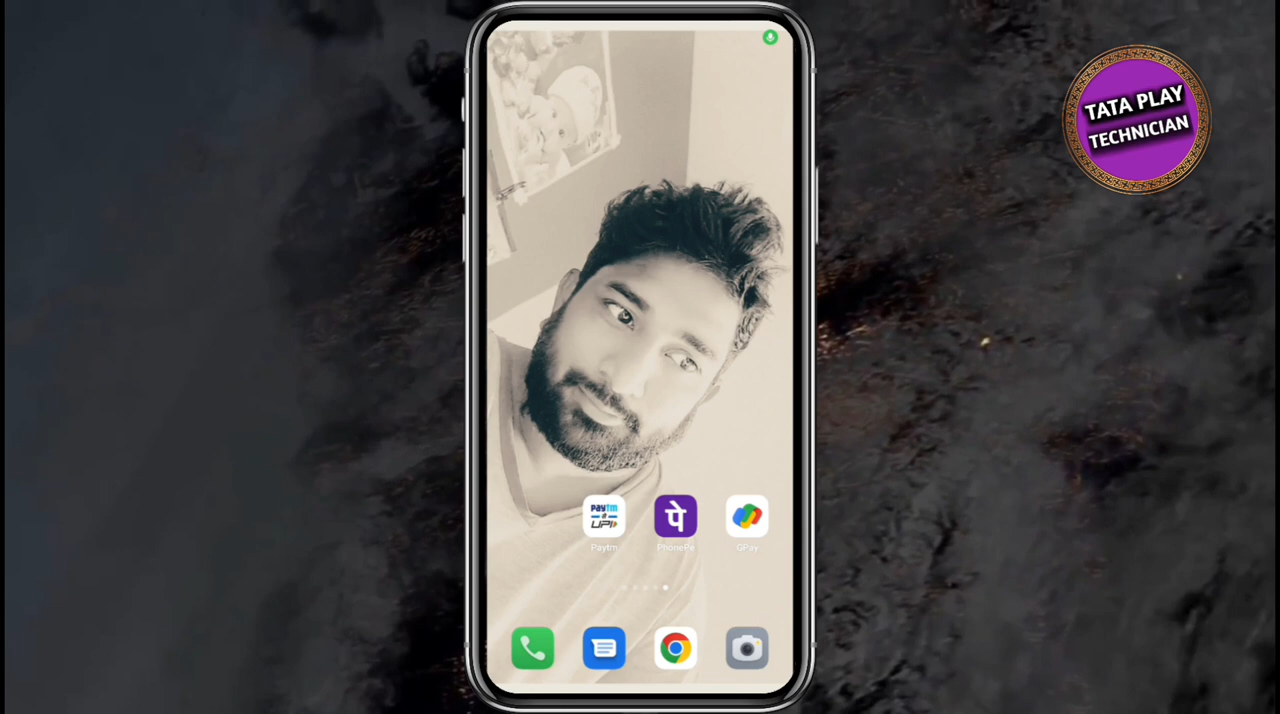 TATA PLAY
TECHNICIAN
Paytm
UPI
पे
Paytm
PhonePe
GPay